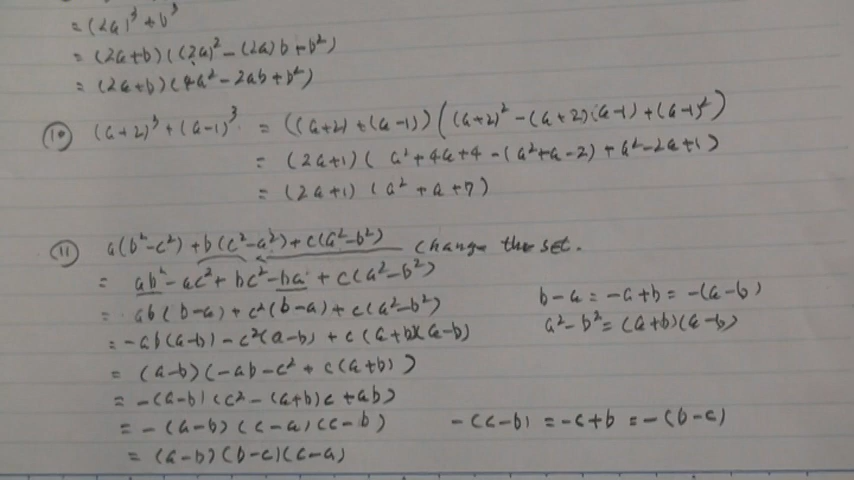 = (2a)³ + b³
= (2a+b)((2a)² - (2a)b + b²)
= (2a+b)(4a² - 2ab + b²)
⑩ (a+2)³ + (a-1)³ = ((a+2) + (a-1))((a+2)² - (a+2)(a-1) + (a-1)²)
= (2a+1)(a² + 4a + 4 - (a² + a - 2) + a² - 2a + 1)
= (2a+1)(a² + a + 7)
⑪ a(b² - c²) + b(c² - a²) + c(a² - b²) change the set.
= ab² - ac² + bc² - ba² + c(a² - b²)
= ab(b-a) + c²(b-a) + c(a² - b²) b-a = -a+b = -(a-b)
= -ab(a-b) - c²(a-b) + c(a+b)(a-b) a² - b² = (a+b)(a-b)
= (a-b)(-ab - c² + c(a+b))
= -(a-b)(c² - (a+b)c + ab)
= -(a-b)(c-a)(c-b) -(c-b) = -c+b = -(b-c)
= (a-b)(b-c)(c-a)